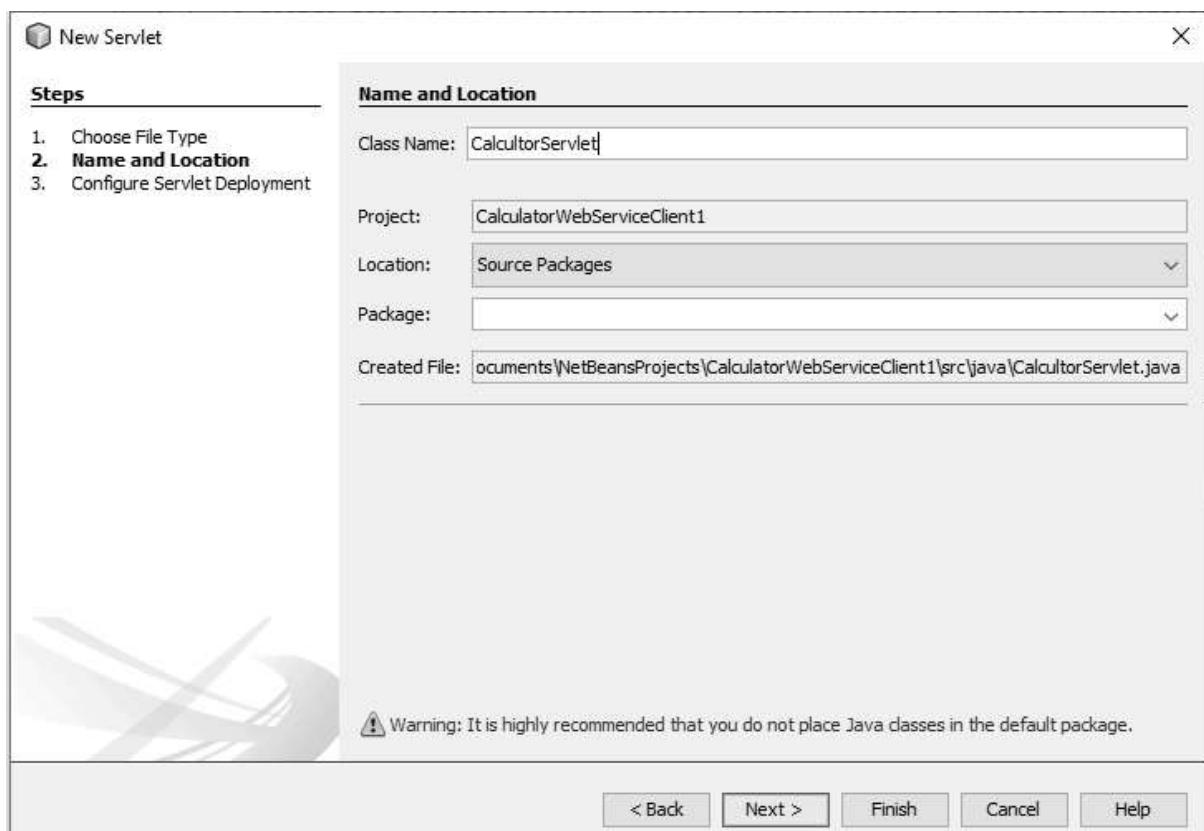 New Servlet
Steps
1. Choose File Type
2. Name and Location
3. Configure Servlet Deployment
Name and Location
Class Name: CalcultorServlet
Project: CalculatorWebServiceClient1
Location: Source Packages
Package:
Created File: ocuments\NetBeansProjects\CalculatorWebServiceClient1\src\java\CalcultorServlet.java
Warning: It is highly recommended that you do not place Java classes in the default package.
< Back Next > Finish Cancel Help